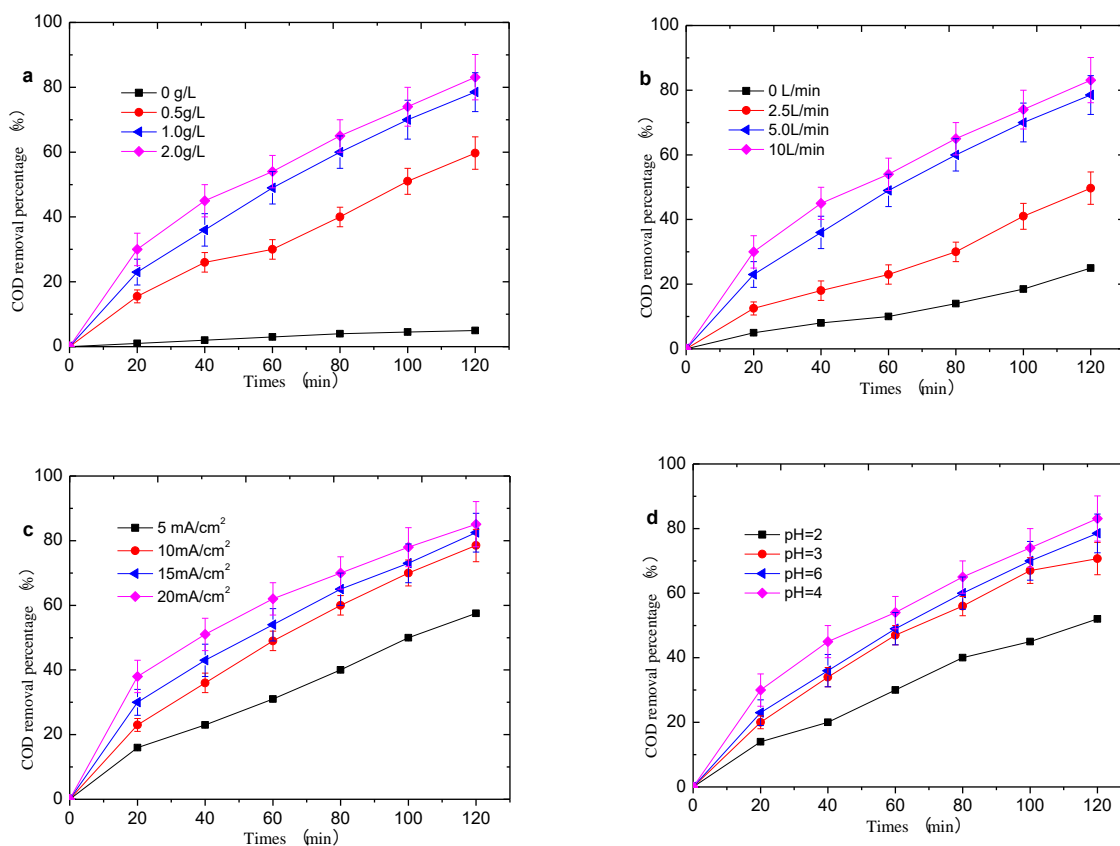 a
0 g/L
0.5g/L
1.0g/L
2.0g/L
100
80
60
40
20
0
COD removal percentage (%)
20 40 60 80 100 120
Times (min)
b
0 L/min
2.5L/min
5.0L/min
10L/min
100
80
60
40
20
0
COD removal percentage (%)
0 20 40 60 80 100 120
Times (min)
c
5 mA/cm²
10mA/cm²
15mA/cm²
20mA/cm²
100
80
60
40
20
0
COD removal percentage (%)
0 20 40 60 80 100 120
Times (min)
d
pH=2
pH=3
pH=6
pH=4
100
80
60
40
20
0
COD removal percentage (%)
0 20 40 60 80 100 120
Times (min)